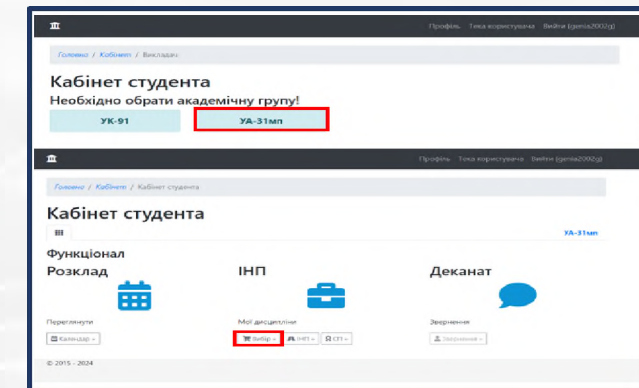 Профіль Тека користувача Вийти (genia2002g)
Головна / Кабінет / Викладач
Кабінет студента
Необхідно обрати академічну групу!
УК-91 УА-31мп
Профіль Тека користувача Вийти (genia2002g)
Головна / Кабінет / Кабінет студента
Кабінет студента
УА-31мп
Функціонал
Розклад ІНП Деканат
Переглянути Мої дисципліни Звернення
Календар Вибір ІНП СП Звернення
© 2015 - 2024